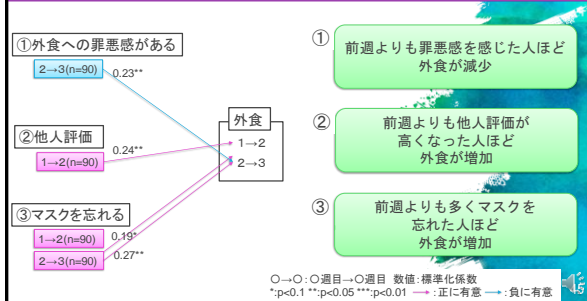 ①外食への罪悪感がある
2→3(n=90)
0.23**
②他人評価
1→2(n=90)
0.24**
③マスクを忘れる
1→2(n=90)
0.19*
2→3(n=90)
0.27**
外食
1→2
2→3
①
前週よりも罪悪感を感じた人ほど
外食が減少
②
前週よりも他人評価が
高くなった人ほど
外食が増加
③
前週よりも多くマスクを
忘れた人ほど
外食が増加
○→○:○週目→○週目 数値:標準化係数
*:p<0.1 **:p<0.05 ***:p<0.01 →:正に有意 →:負に有意
45